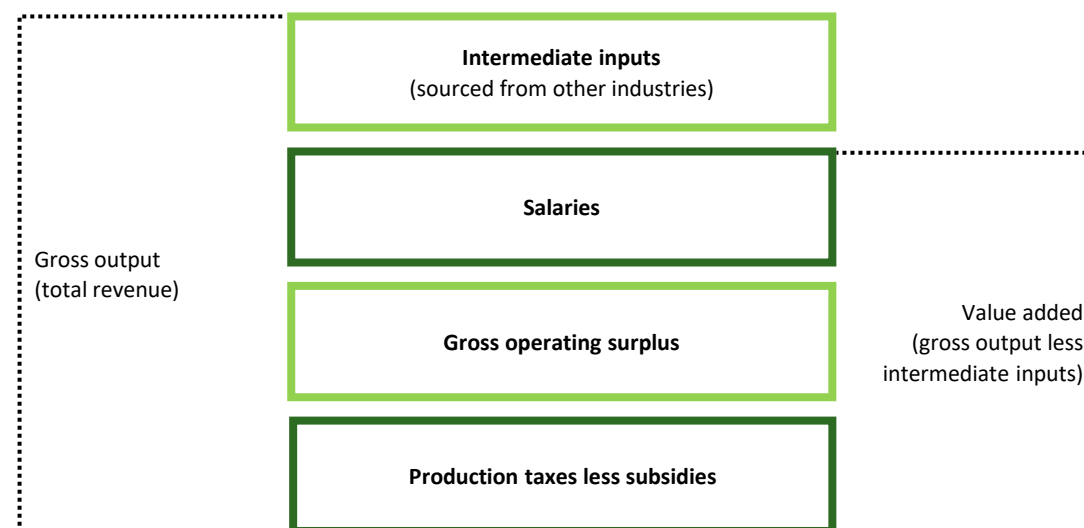 Intermediate inputs
(sourced from other industries)
Salaries
Gross output
(total revenue)
Gross operating surplus
Value added
(gross output less
intermediate inputs)
Production taxes less subsidies